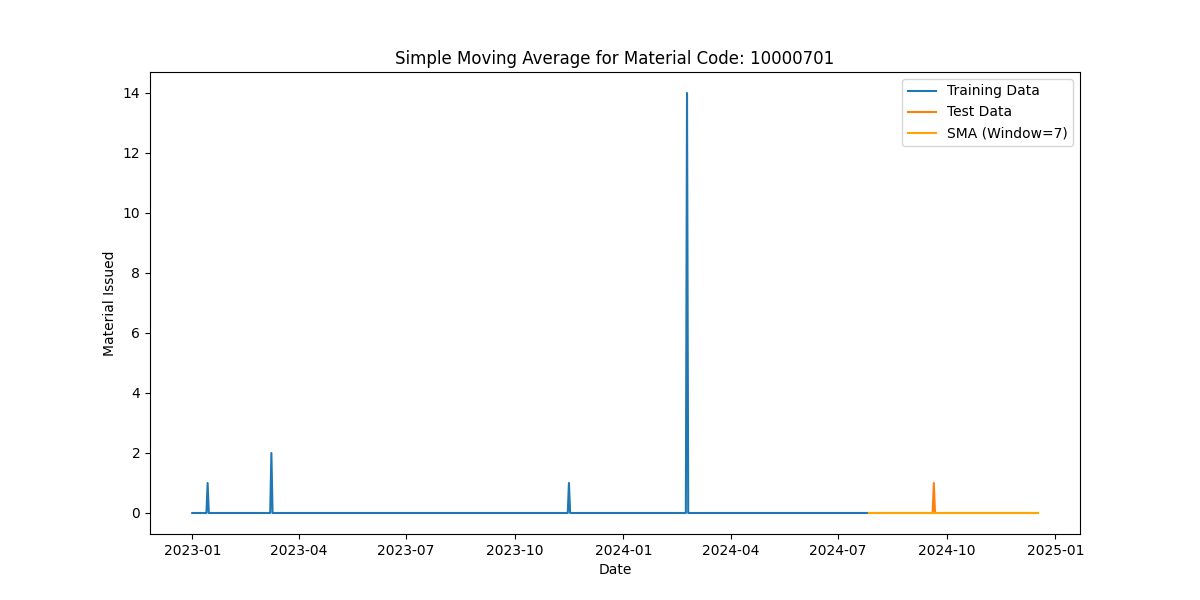 Simple Moving Average for Material Code: 10000701
Training Data
Test Data
SMA (Window=7)
Material Issued
14
12
10
8
6
4
2
0
2023-01 2023-04 2023-07 2023-10 2024-01 2024-04 2024-07 2024-10 2025-01
Date